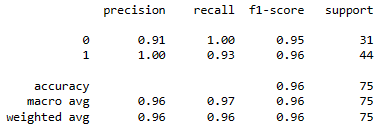 precision recall f1-score support
0 0.91 1.00 0.95 31
1 1.00 0.93 0.96 44
accuracy 0.96 75
macro avg 0.96 0.97 0.96 75
weighted avg 0.96 0.96 0.96 75